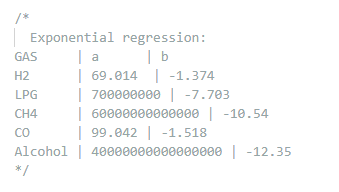 /*
Exponential regression:
GAS | a | b
H2 | 69.014 | -1.374
LPG | 700000000 | -7.703
CH4 | 60000000000000 | -10.54
CO | 99.042 | -1.518
Alcohol | 40000000000000000 | -12.35
*/